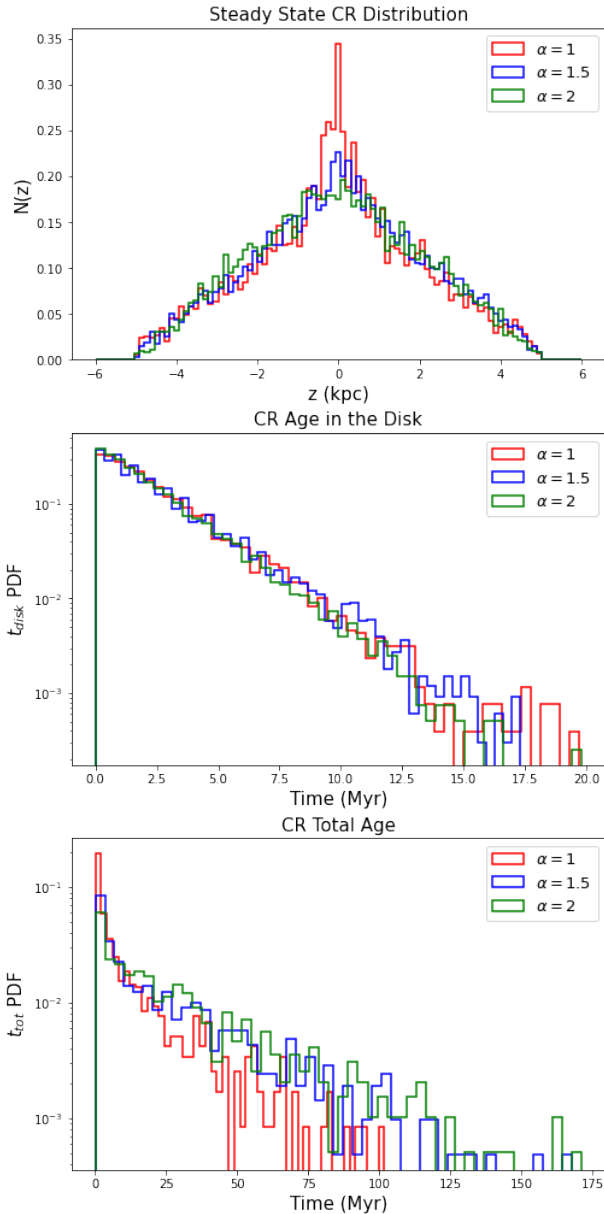 Steady State CR Distribution
0.35
0.30
0.25
0.20
0.15
0.10
0.05
0.00
N(z)
α = 1
α = 1.5
α = 2
−6 −4 −2 0 2 4 6
z (kpc)
CR Age in the Disk
10⁻¹
10⁻²
10⁻³
t_disk PDF
α = 1
α = 1.5
α = 2
0.0 2.5 5.0 7.5 10.0 12.5 15.0 17.5 20.0
Time (Myr)
CR Total Age
10⁻¹
10⁻²
10⁻³
t_tot PDF
α = 1
α = 1.5
α = 2
0 25 50 75 100 125 150 175
Time (Myr)